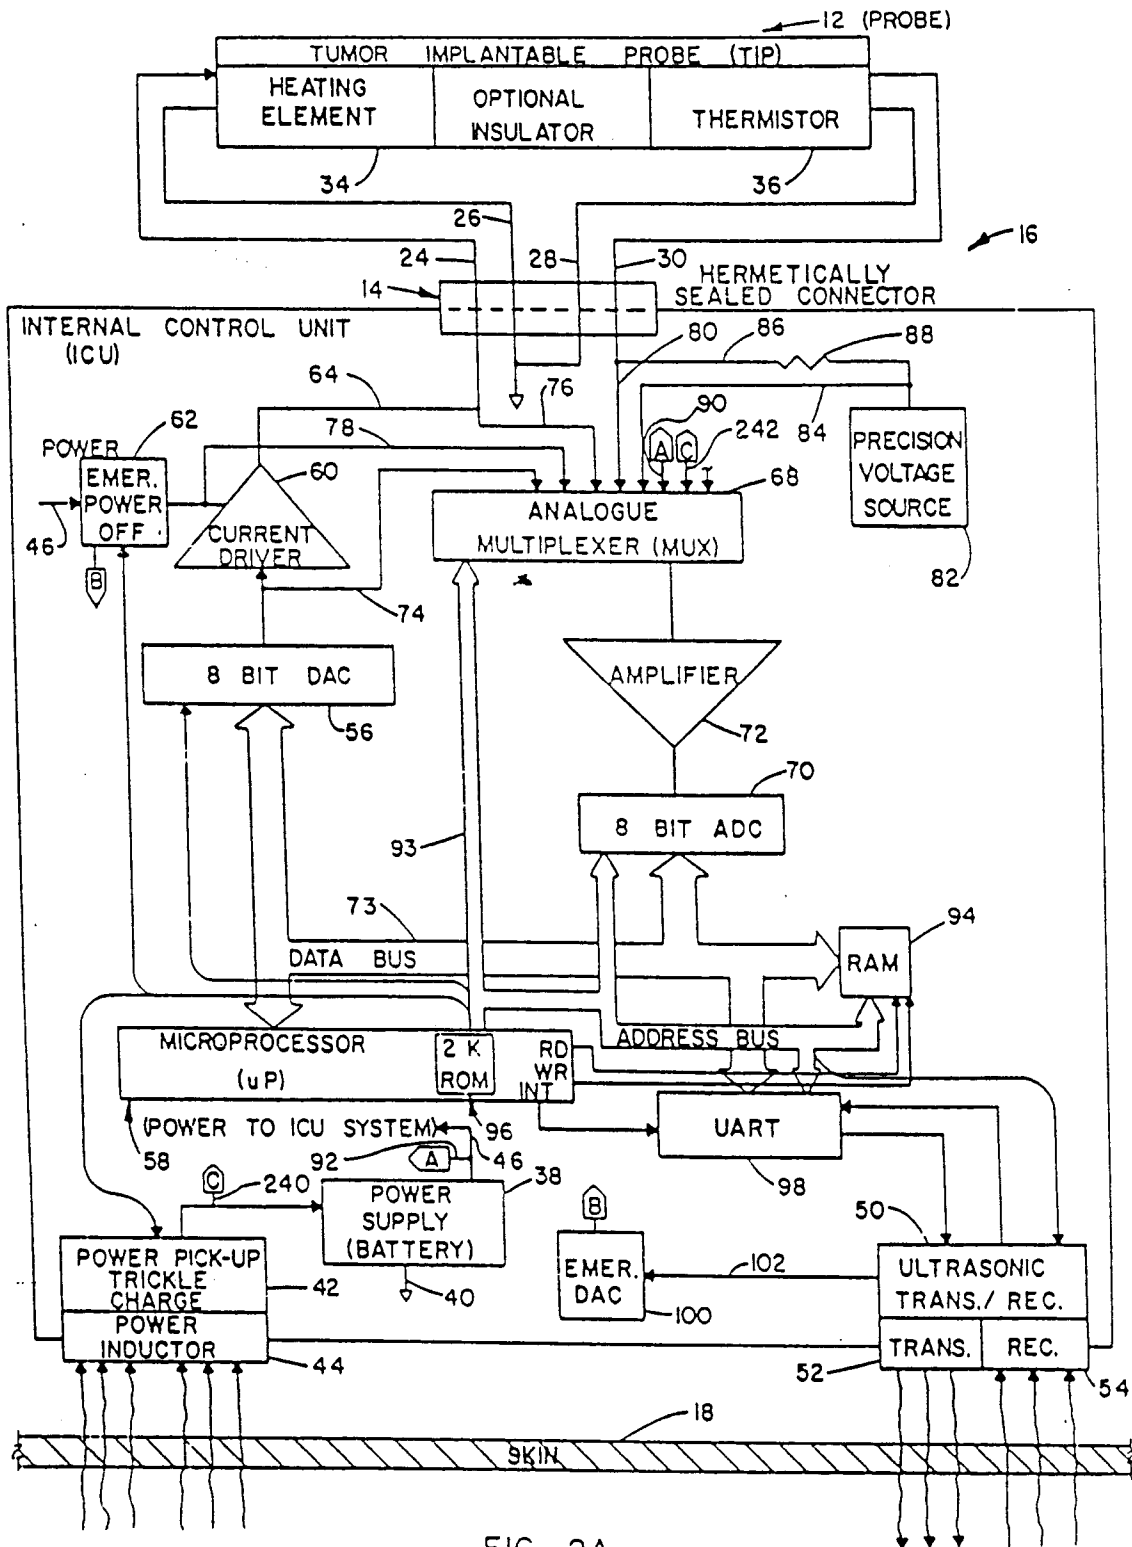 12 (PROBE)
TUMOR IMPLANTABLE PROBE (TIP)
HEATING ELEMENT
OPTIONAL INSULATOR
THERMISTOR
34
36
26
24
28
30
16
14
HERMETICALLY SEALED CONNECTOR
INTERNAL CONTROL UNIT (ICU)
80
86
88
64
76
62
78
90
242
84
POWER
EMER. POWER OFF
60
A
C
68
PRECISION VOLTAGE SOURCE
46
CURRENT DRIVER
ANALOGUE MULTIPLEXER (MUX)
B
74
82
8 BIT DAC
AMPLIFIER
56
72
70
8 BIT ADC
93
73
94
DATA BUS
RAM
MICROPROCESSOR (uP)
2 K ROM
RD
WR
INT
ADDRESS BUS
UART
(POWER TO ICU SYSTEM)
58
92
A
46
96
98
C
240
38
POWER SUPPLY (BATTERY)
B
50
POWER PICK-UP TRICKLE CHARGE
42
40
EMER. DAC
102
100
ULTRASONIC TRANS./ REC.
POWER INDUCTOR
44
52
TRANS.
REC.
54
18
SKIN
FIG. 2A